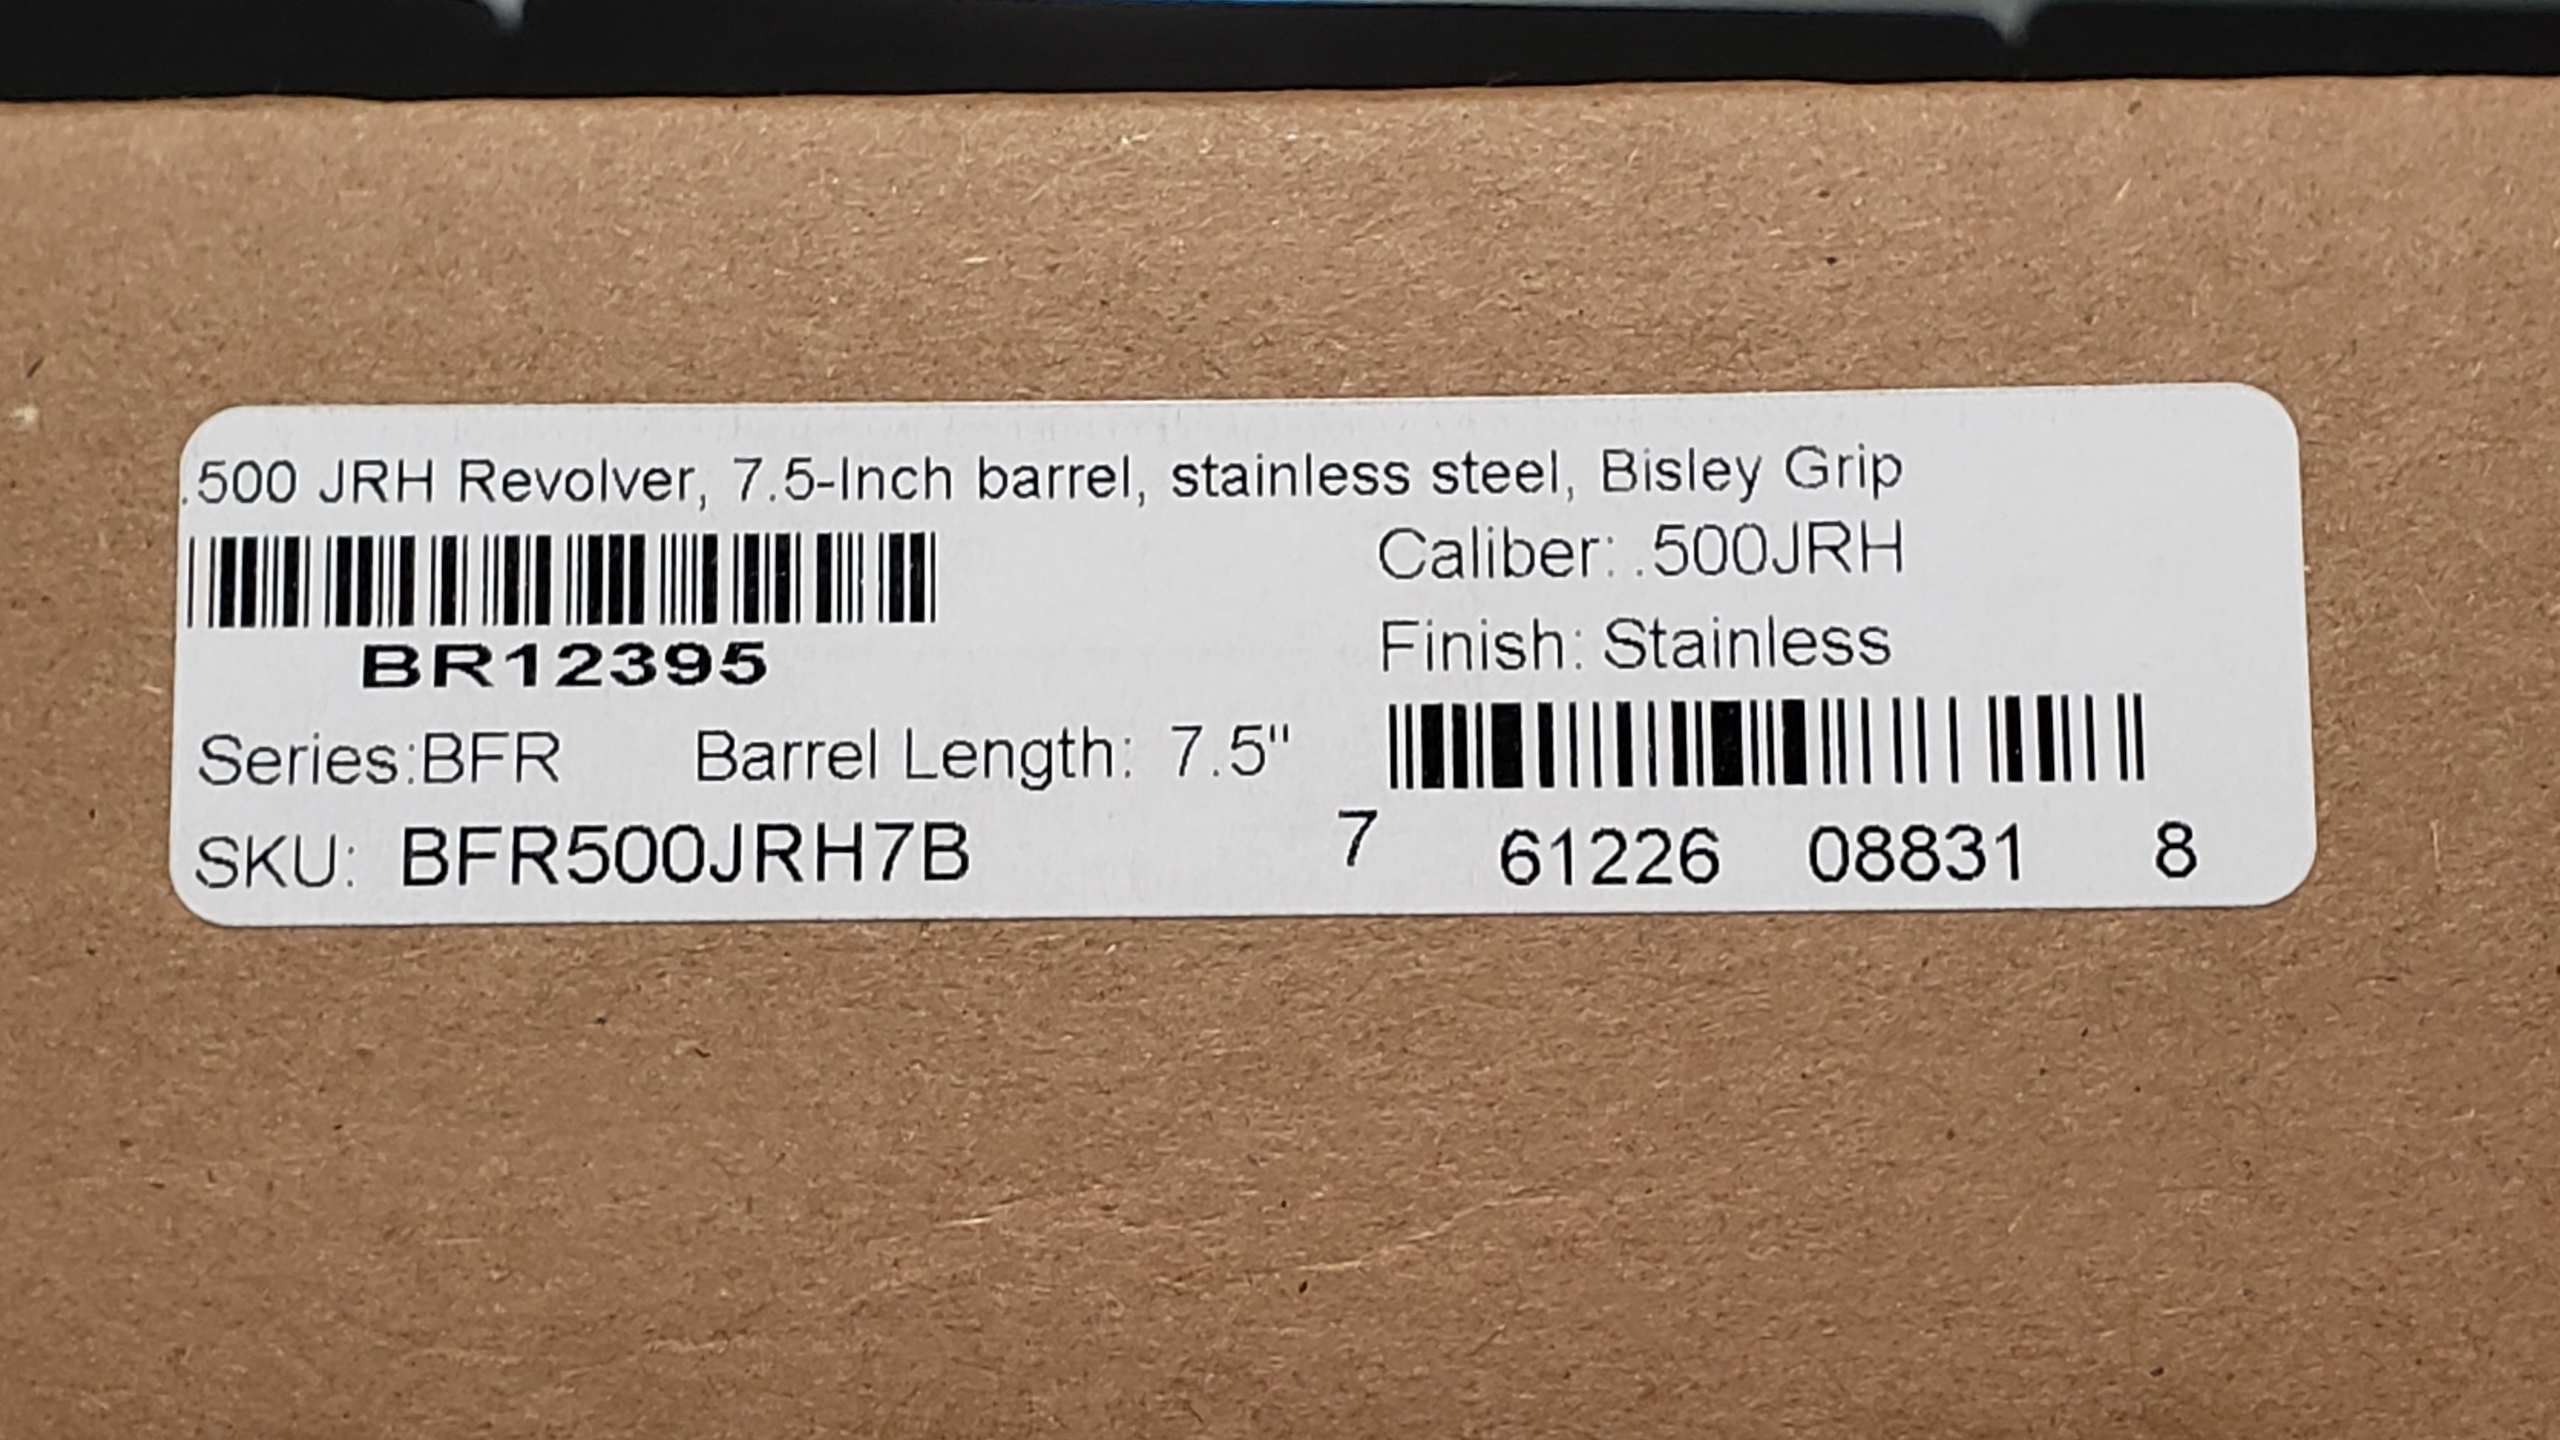 .500 JRH Revolver, 7.5-Inch barrel, stainless steel, Bisley Grip
Caliber: .500JRH
BR12395
Finish: Stainless
Series:BFR Barrel Length: 7.5"
SKU: BFR500JRH7B
7 61226 08831 8